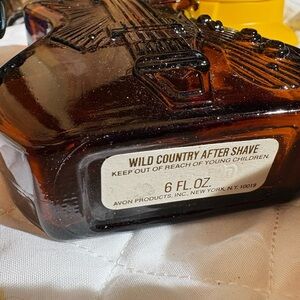 WILD COUNTRY AFTER SHAVE
KEEP OUT OF REACH OF YOUNG CHILDREN.
6 FL. OZ.
AVON PRODUCTS, INC., NEW YORK, N.Y. 10019